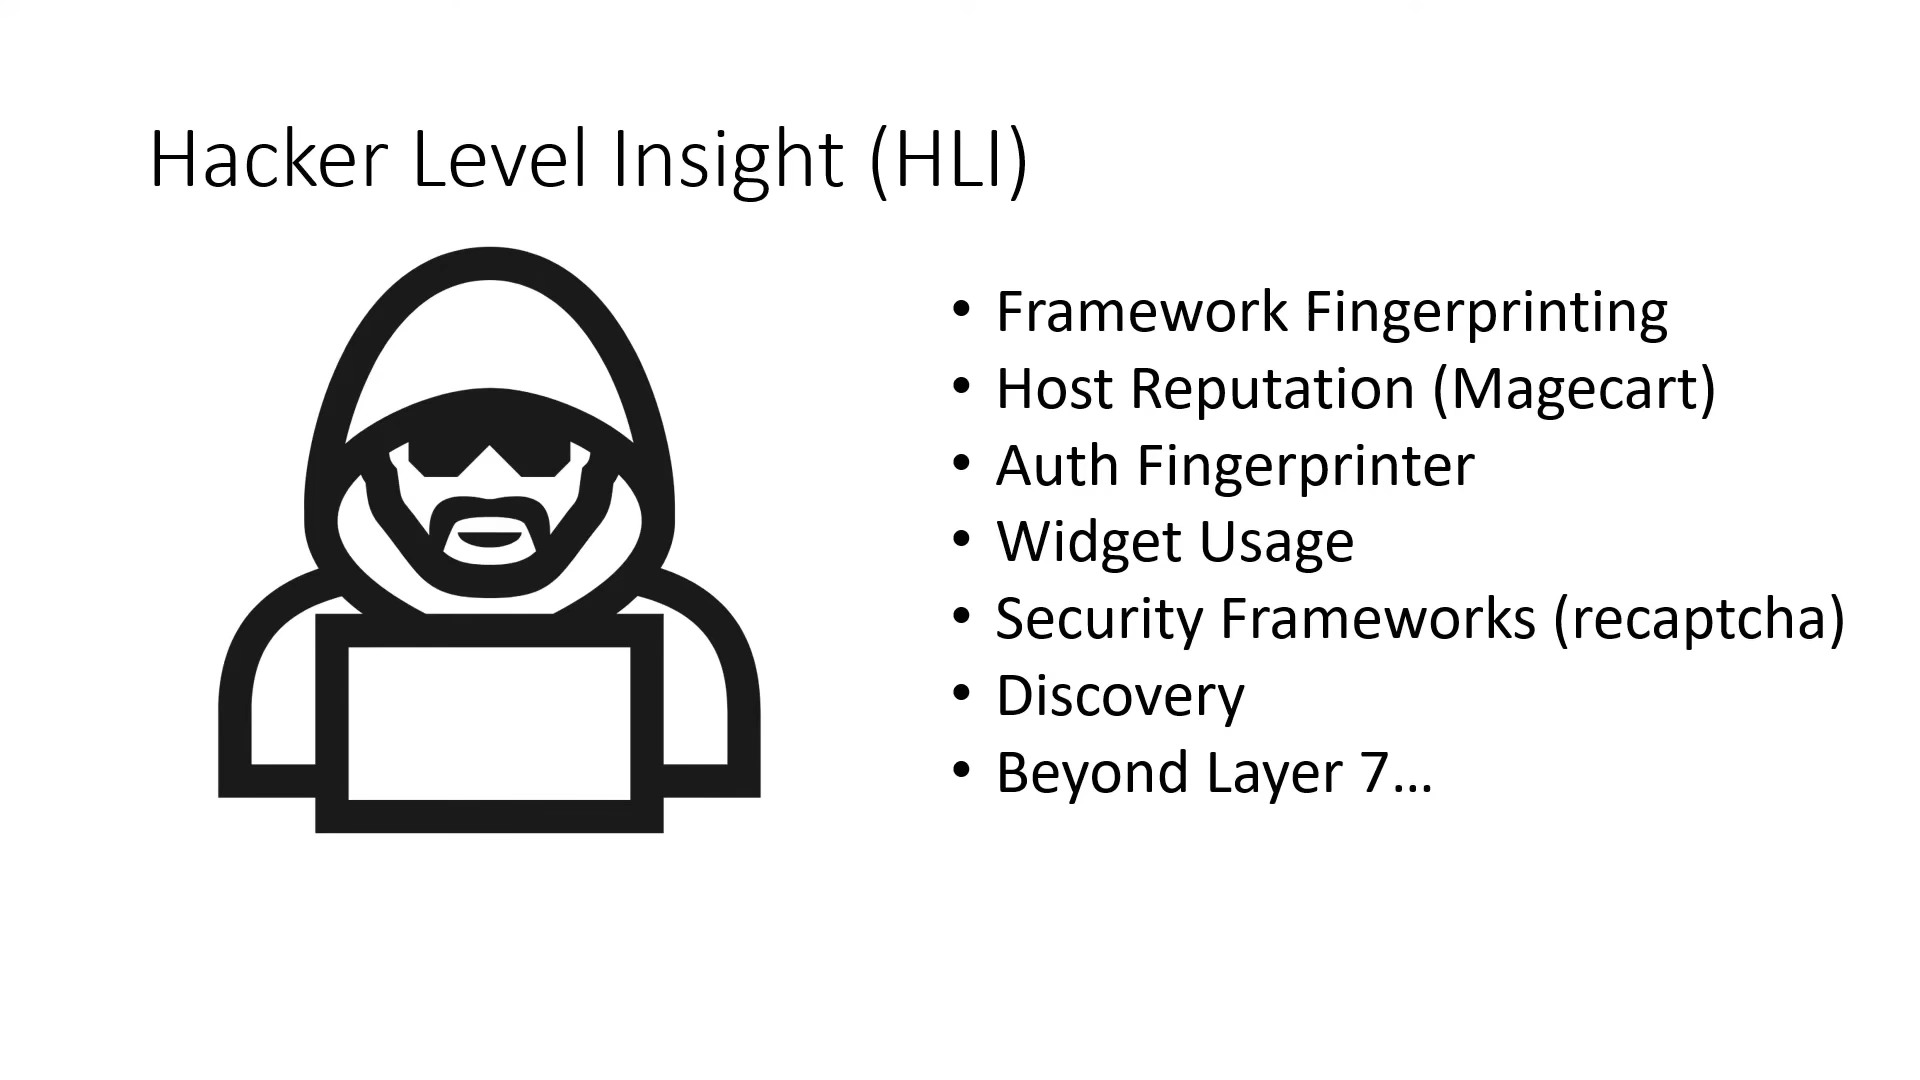 Hacker Level Insight (HLI)
• Framework Fingerprinting
• Host Reputation (Magecart)
• Auth Fingerprinter
• Widget Usage
• Security Frameworks (recaptcha)
• Discovery
• Beyond Layer 7...